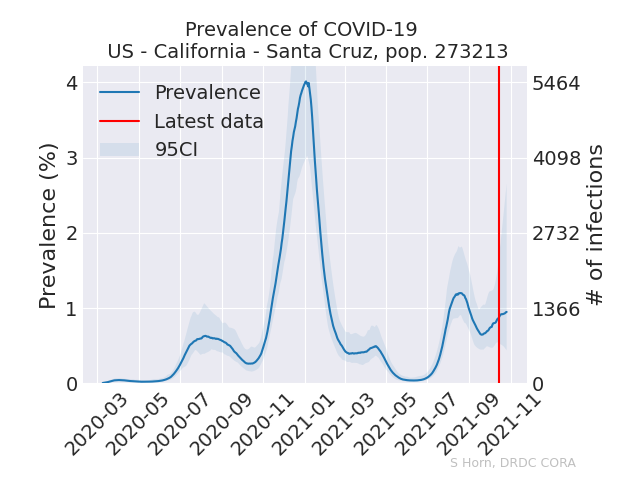 Prevalence of COVID-19
US - California - Santa Cruz, pop. 273213
Prevalence
Latest data
95CI
Prevalence (%)
4
3
2
1
0
5464
4098
2732
1366
0
# of infections
2020-03
2020-05
2020-07
2020-09
2020-11
2021-01
2021-03
2021-05
2021-07
2021-09
2021-11
S Horn, DRDC CORA